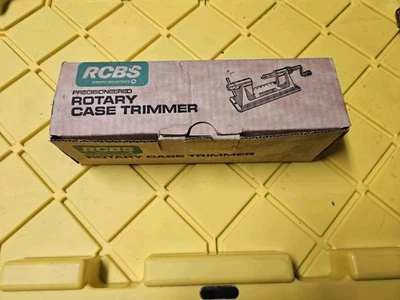 RCBS
PRECISIONEERED
ROTARY
CASE TRIMMER
RCBS
ROTARY CASE TRIMMER